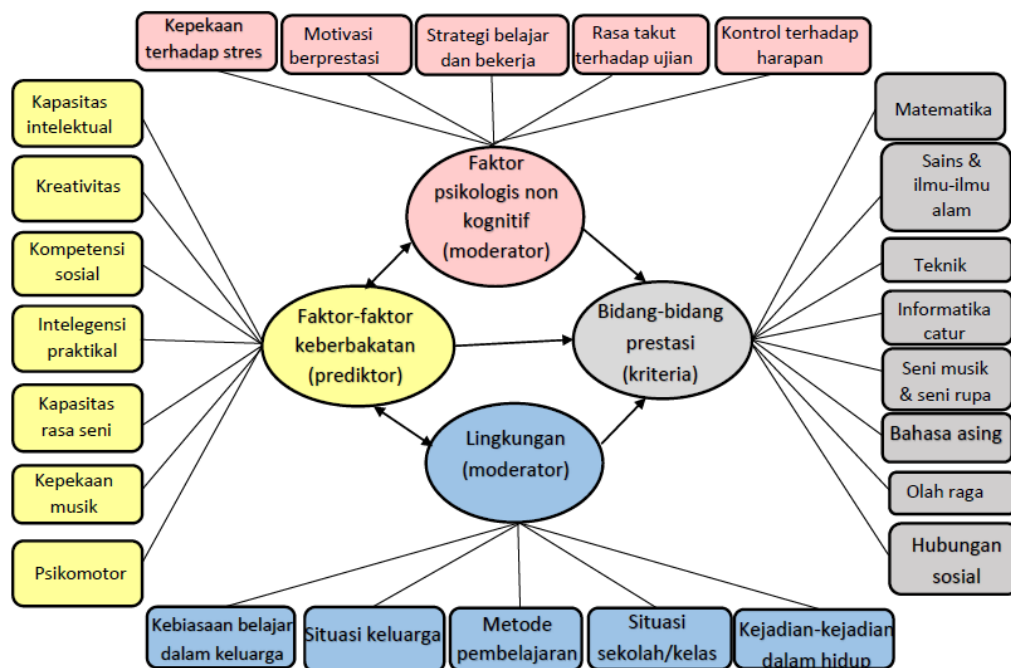 Kepekaan
terhadap stres
Motivasi
berprestasi
Strategi belajar
dan bekerja
Rasa takut
terhadap ujian
Kontrol terhadap
harapan
Kapasitas
intelektual
Kreativitas
Kompetensi
sosial
Intelegensi
praktikal
Kapasitas
rasa seni
Kepekaan
musik
Psikomotor
Faktor
psikologis non
kognitif
(moderator)
Faktor-faktor
keberbakatan
(prediktor)
Bidang-bidang
prestasi
(kriteria)
Lingkungan
(moderator)
Matematika
Sains &
ilmu-ilmu
alam
Teknik
Informatika
catur
Seni musik
& seni rupa
Bahasa asing
Olah raga
Hubungan
sosial
Kebiasaan belajar
dalam keluarga
Situasi keluarga
Metode
pembelajaran
Situasi
sekolah/kelas
Kejadian-kejadian
dalam hidup